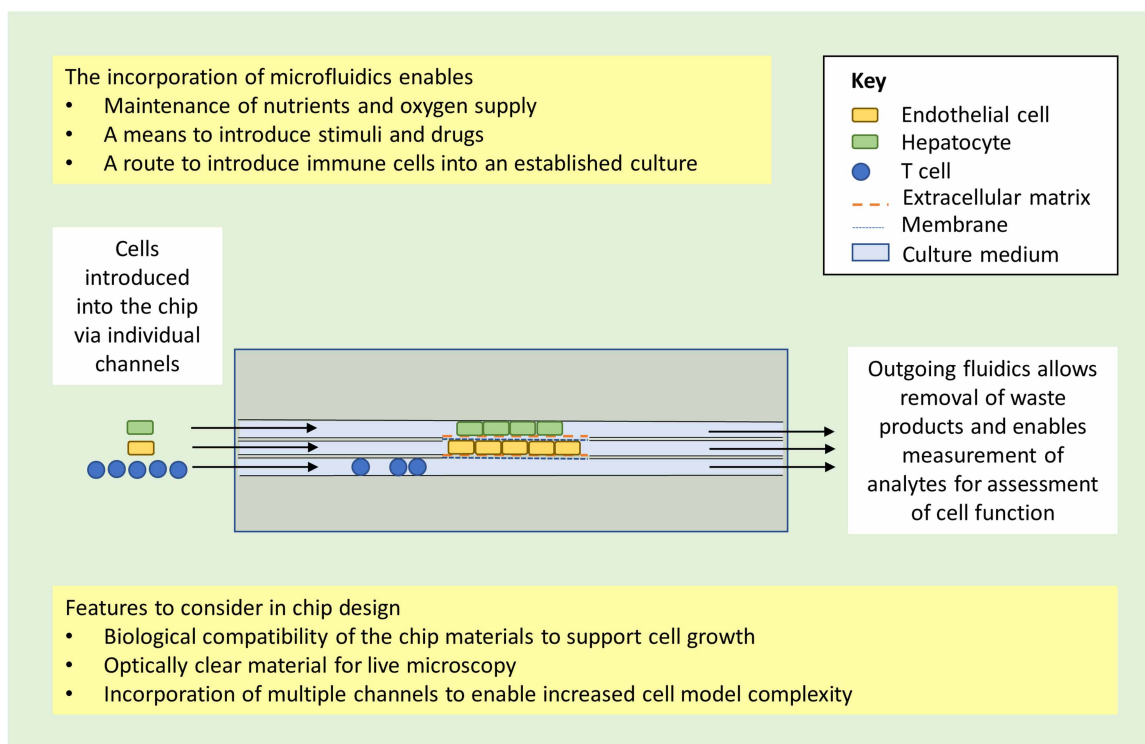 The incorporation of microfluidics enables
• Maintenance of nutrients and oxygen supply
• A means to introduce stimuli and drugs
• A route to introduce immune cells into an established culture
Key
Endothelial cell
Hepatocyte
T cell
Extracellular matrix
Membrane
Culture medium
Cells
introduced
into the chip
via individual
channels
Outgoing fluidics allows
removal of waste
products and enables
measurement of
analytes for assessment
of cell function
Features to consider in chip design
• Biological compatibility of the chip materials to support cell growth
• Optically clear material for live microscopy
• Incorporation of multiple channels to enable increased cell model complexity